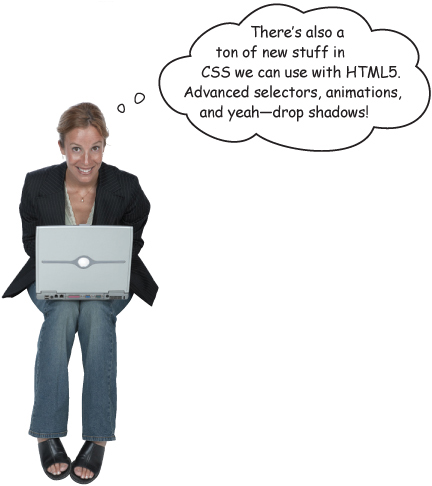 There's also a
ton of new stuff in
CSS we can use with HTML5.
Advanced selectors, animations,
and yeah—drop shadows!